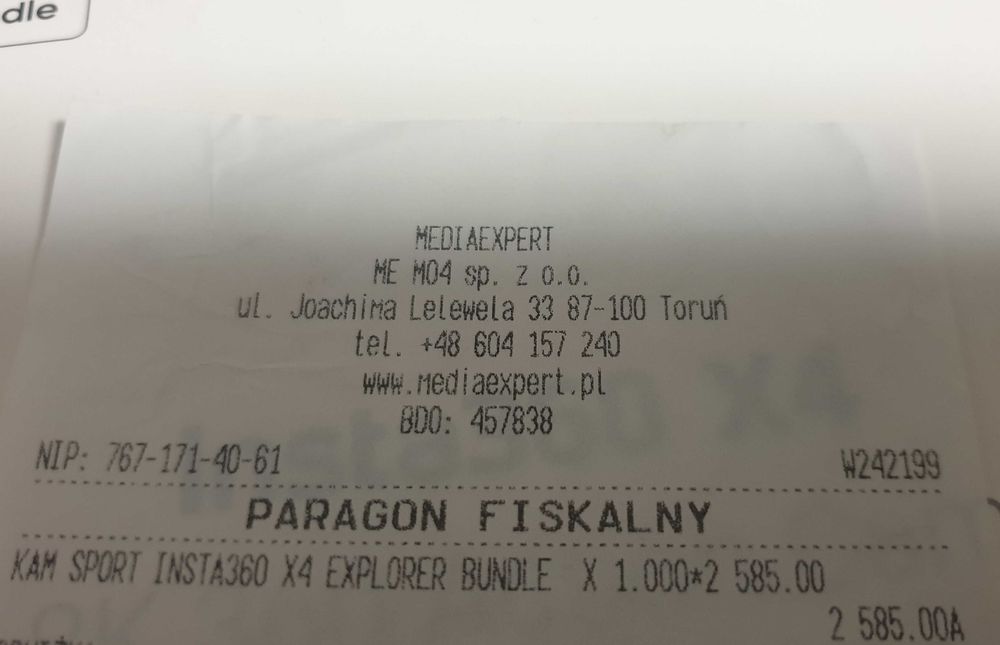 dle
MEDIAEXPERT
ME M04 sp. z o.o.
ul. Joachima Lelewela 33 87-100 Toruń
tel. +48 604 157 240
www.mediaexpert.pl
BDO: 457838
NIP: 767-171-40-61 W242199
PARAGON FISKALNY
KAM SPORT INSTA360 X4 EXPLORER BUNDLE X 1.000*2 585.00
2 585.00A